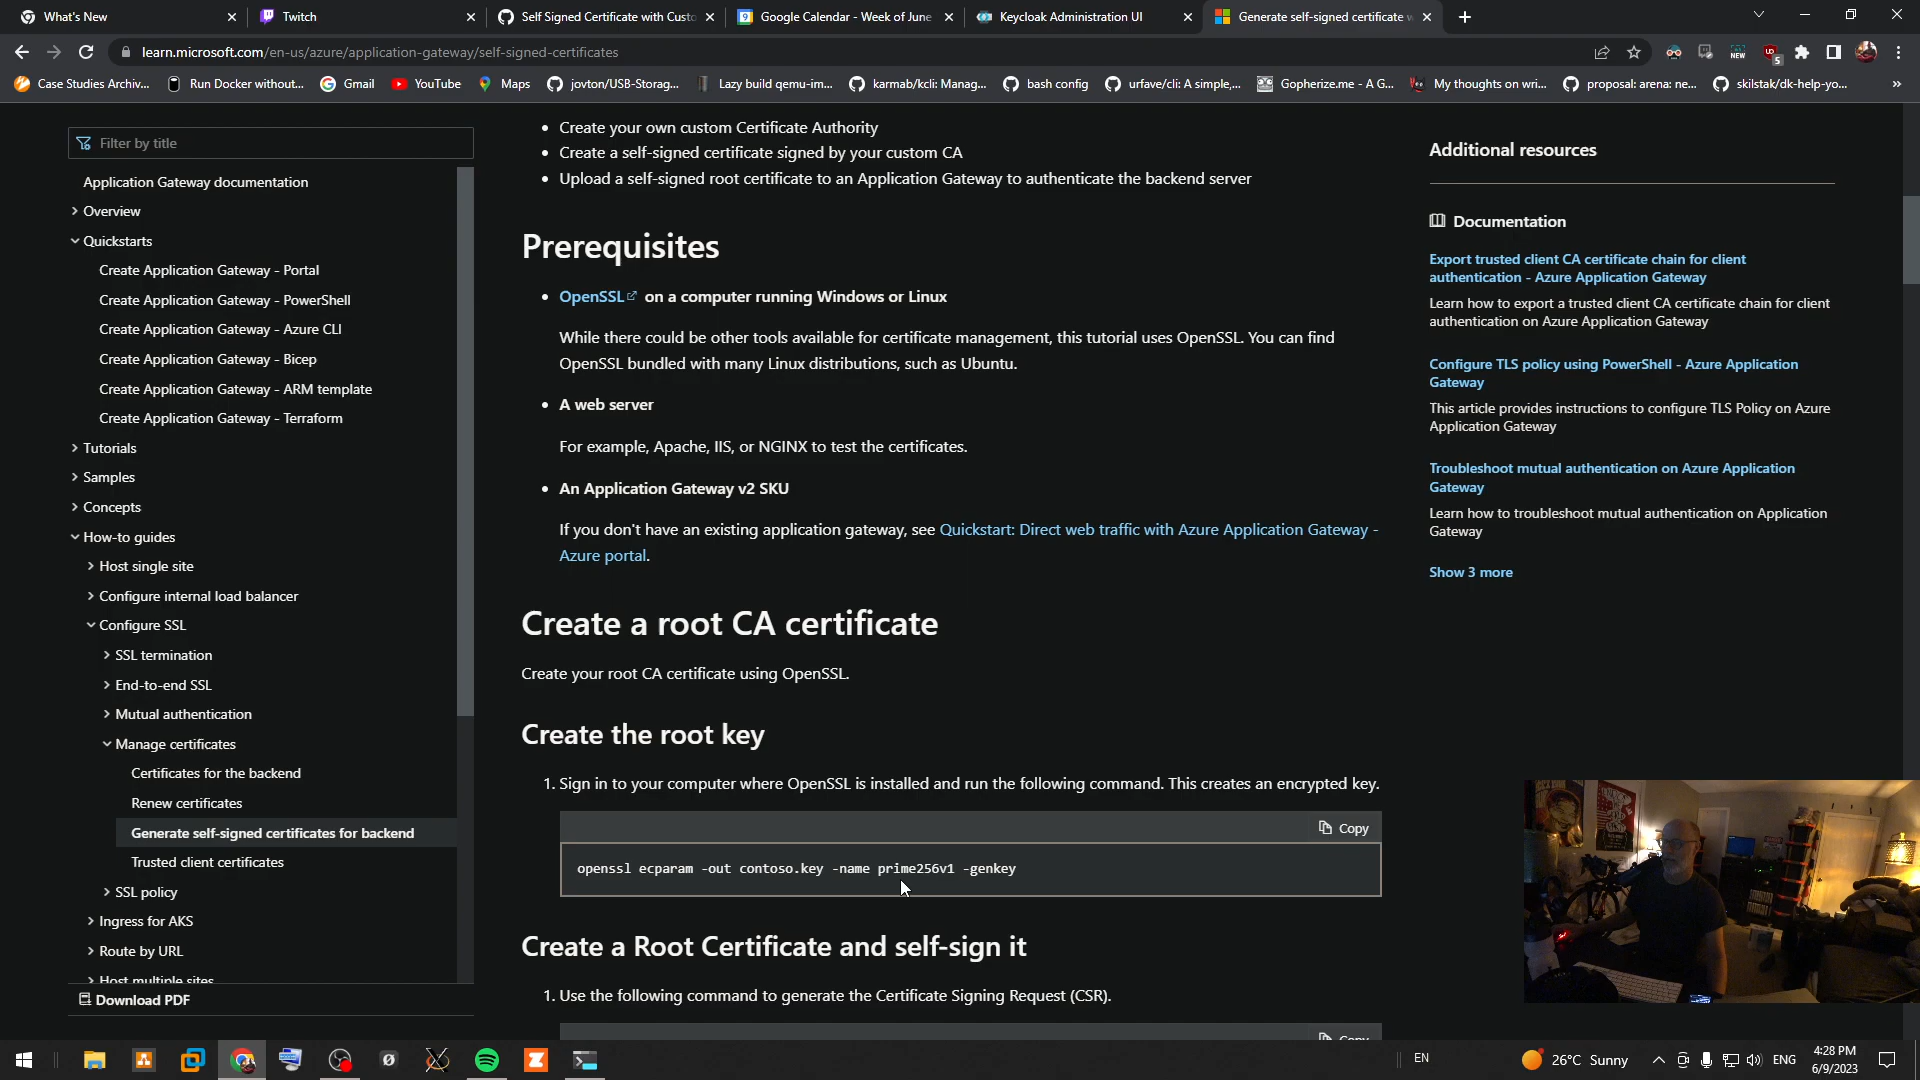 What's New
Twitch
Self Signed Certificate with Custo
Google Calendar - Week of June
Keycloak Administration UI
Generate self-signed certificate w
learn.microsoft.com/en-us/azure/application-gateway/self-signed-certificates
Case Studies Archiv...
Run Docker without...
Gmail
YouTube
Maps
jovton/USB-Storag...
Lazy build qemu-im...
karmab/kcli: Manag...
bash config
urfave/cli: A simple,...
Gopherize.me - A G...
My thoughts on wri...
proposal: arena: ne...
skilstak/dk-help-yo...
»
Filter by title
Application Gateway documentation
Overview
Quickstarts
Create Application Gateway - Portal
Create Application Gateway - PowerShell
Create Application Gateway - Azure CLI
Create Application Gateway - Bicep
Create Application Gateway - ARM template
Create Application Gateway - Terraform
Tutorials
Samples
Concepts
How-to guides
Host single site
Configure internal load balancer
Configure SSL
SSL termination
End-to-end SSL
Mutual authentication
Manage certificates
Certificates for the backend
Renew certificates
Generate self-signed certificates for backend
Trusted client certificates
SSL policy
Ingress for AKS
Route by URL
Host multiple sites
Download PDF
• Create your own custom Certificate Authority
• Create a self-signed certificate signed by your custom CA
• Upload a self-signed root certificate to an Application Gateway to authenticate the backend server
Prerequisites
• OpenSSL on a computer running Windows or Linux
While there could be other tools available for certificate management, this tutorial uses OpenSSL. You can find
OpenSSL bundled with many Linux distributions, such as Ubuntu.
• A web server
For example, Apache, IIS, or NGINX to test the certificates.
• An Application Gateway v2 SKU
If you don't have an existing application gateway, see Quickstart: Direct web traffic with Azure Application Gateway -
Azure portal.
Create a root CA certificate
Create your root CA certificate using OpenSSL.
Create the root key
1. Sign in to your computer where OpenSSL is installed and run the following command. This creates an encrypted key.
Copy
openssl ecparam -out contoso.key -name prime256v1 -genkey
Create a Root Certificate and self-sign it
1. Use the following command to generate the Certificate Signing Request (CSR).
Copy
Additional resources
Documentation
Export trusted client CA certificate chain for client
authentication - Azure Application Gateway
Learn how to export a trusted client CA certificate chain for client
authentication on Azure Application Gateway
Configure TLS policy using PowerShell - Azure Application
Gateway
This article provides instructions to configure TLS Policy on Azure
Application Gateway
Troubleshoot mutual authentication on Azure Application
Gateway
Learn how to troubleshoot mutual authentication on Application
Gateway
Show 3 more
EN
26°C Sunny
ENG
4:28 PM
6/9/2023